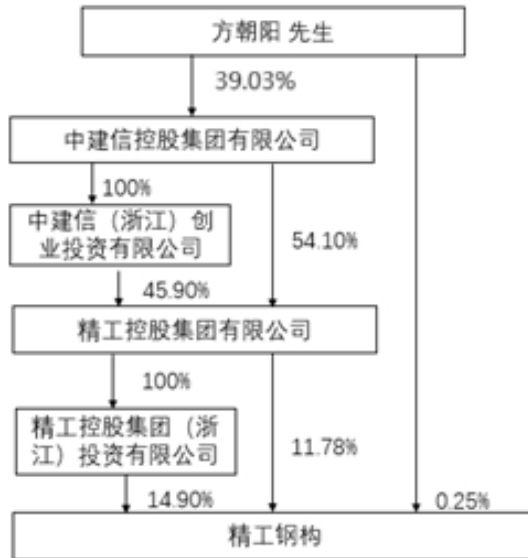 方朝阳 先生
39.03%
中建信控股集团有限公司
100%
中建信（浙江）创
业投资有限公司
54.10%
45.90%
精工控股集团有限公司
100%
精工控股集团（浙
江）投资有限公司
11.78%
14.90%
0.25%
精工钢构